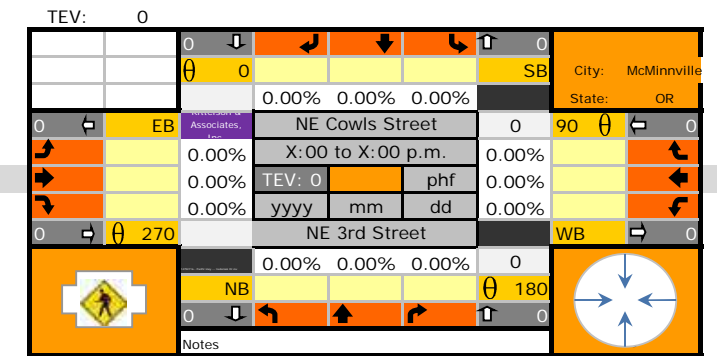 TEV: 0
0 0
θ 0 SB City: McMinnville
0.00% 0.00% 0.00% State: OR
0 EB Associates, NE Cowls Street 0 90 θ 0
0.00% X:00 to X:00 p.m. 0.00%
0.00% TEV: 0 phf 0.00%
0.00% yyyy mm dd 0.00%
0 θ 270 NE 3rd Street WB 0
0.00% 0.00% 0.00% 0
NB θ 180
0 0
Notes